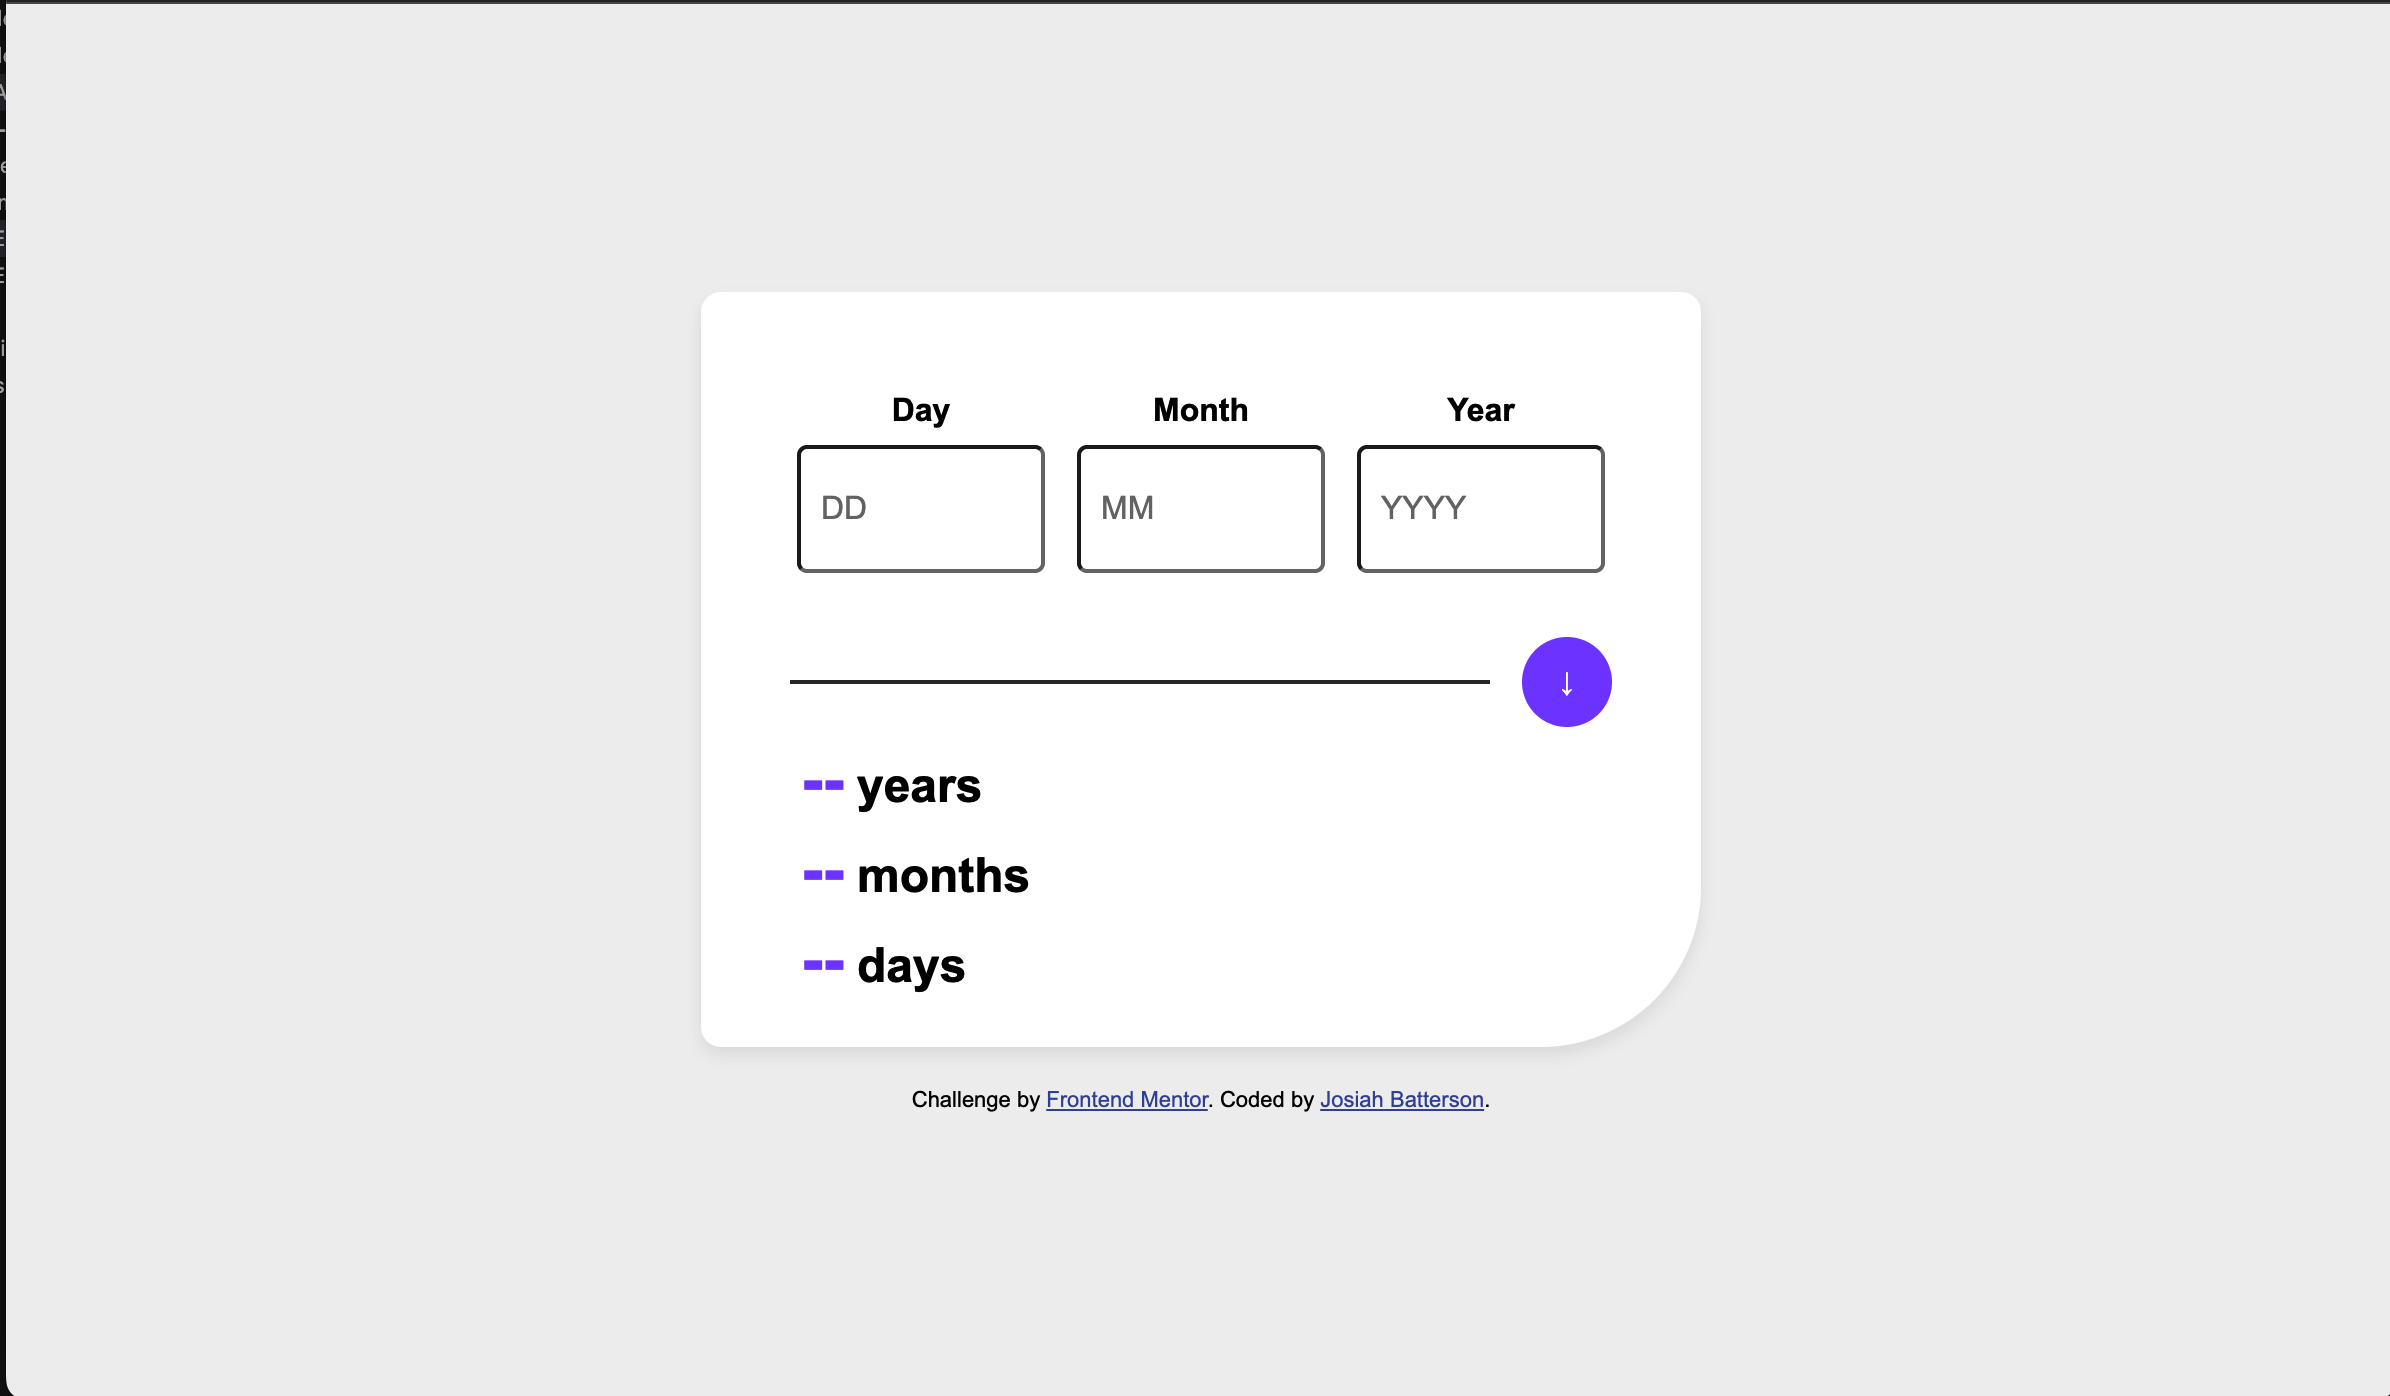 Day Month Year
DD MM YYYY
↓
-- years
-- months
-- days
Challenge by Frontend Mentor. Coded by Josiah Batterson.